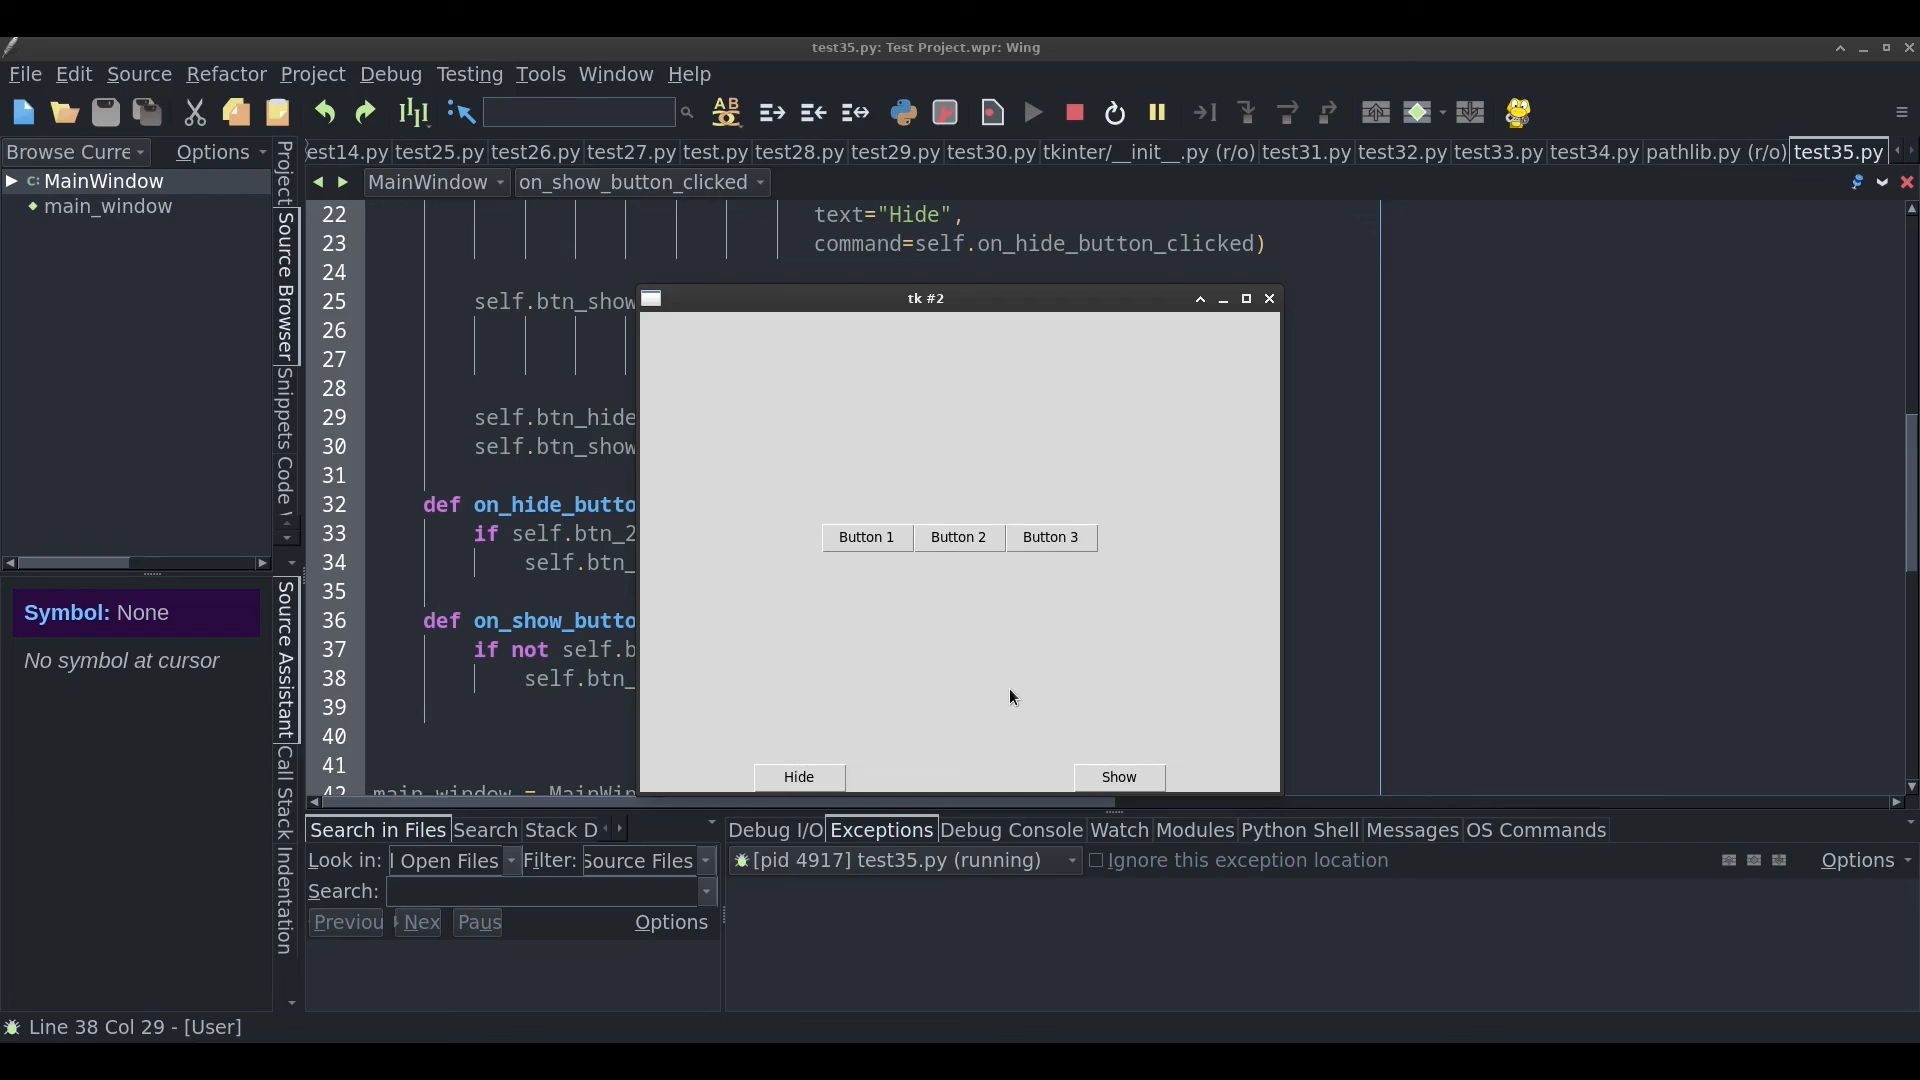 test35.py: Test Project.wpr: Wing
File Edit Source Refactor Project Debug Testing Tools Window Help
Browse Curre Options
est14.py test25.py test26.py test27.py test.py test28.py test29.py test30.py tkinter/__init__.py (r/o) test31.py test32.py test33.py test34.py pathlib.py (r/o) test35.py
MainWindow
main_window
MainWindow on_show_button_clicked
Project
Source Browser
Snippets
Code
22 text="Hide",
23 command=self.on_hide_button_clicked)
24
25 self.btn_show
26
27
28
29 self.btn_hide
30 self.btn_show
31
32 def on_hide_butto
33 if self.btn_2
34 self.btn_
35
36 def on_show_butto
37 if not self.b
38 self.btn_
39
40
41
42 main_window = MainWin
tk #2
Button 1 Button 2 Button 3
Hide Show
Symbol: None
No symbol at cursor
Source Assistant
Call Stack
Indentation
Search in Files Search Stack D
Look in: l Open Files Filter: Source Files
Search:
Previou Nex Paus Options
Debug I/O Exceptions Debug Console Watch Modules Python Shell Messages OS Commands
[pid 4917] test35.py (running) Ignore this exception location Options
Line 38 Col 29 - [User]